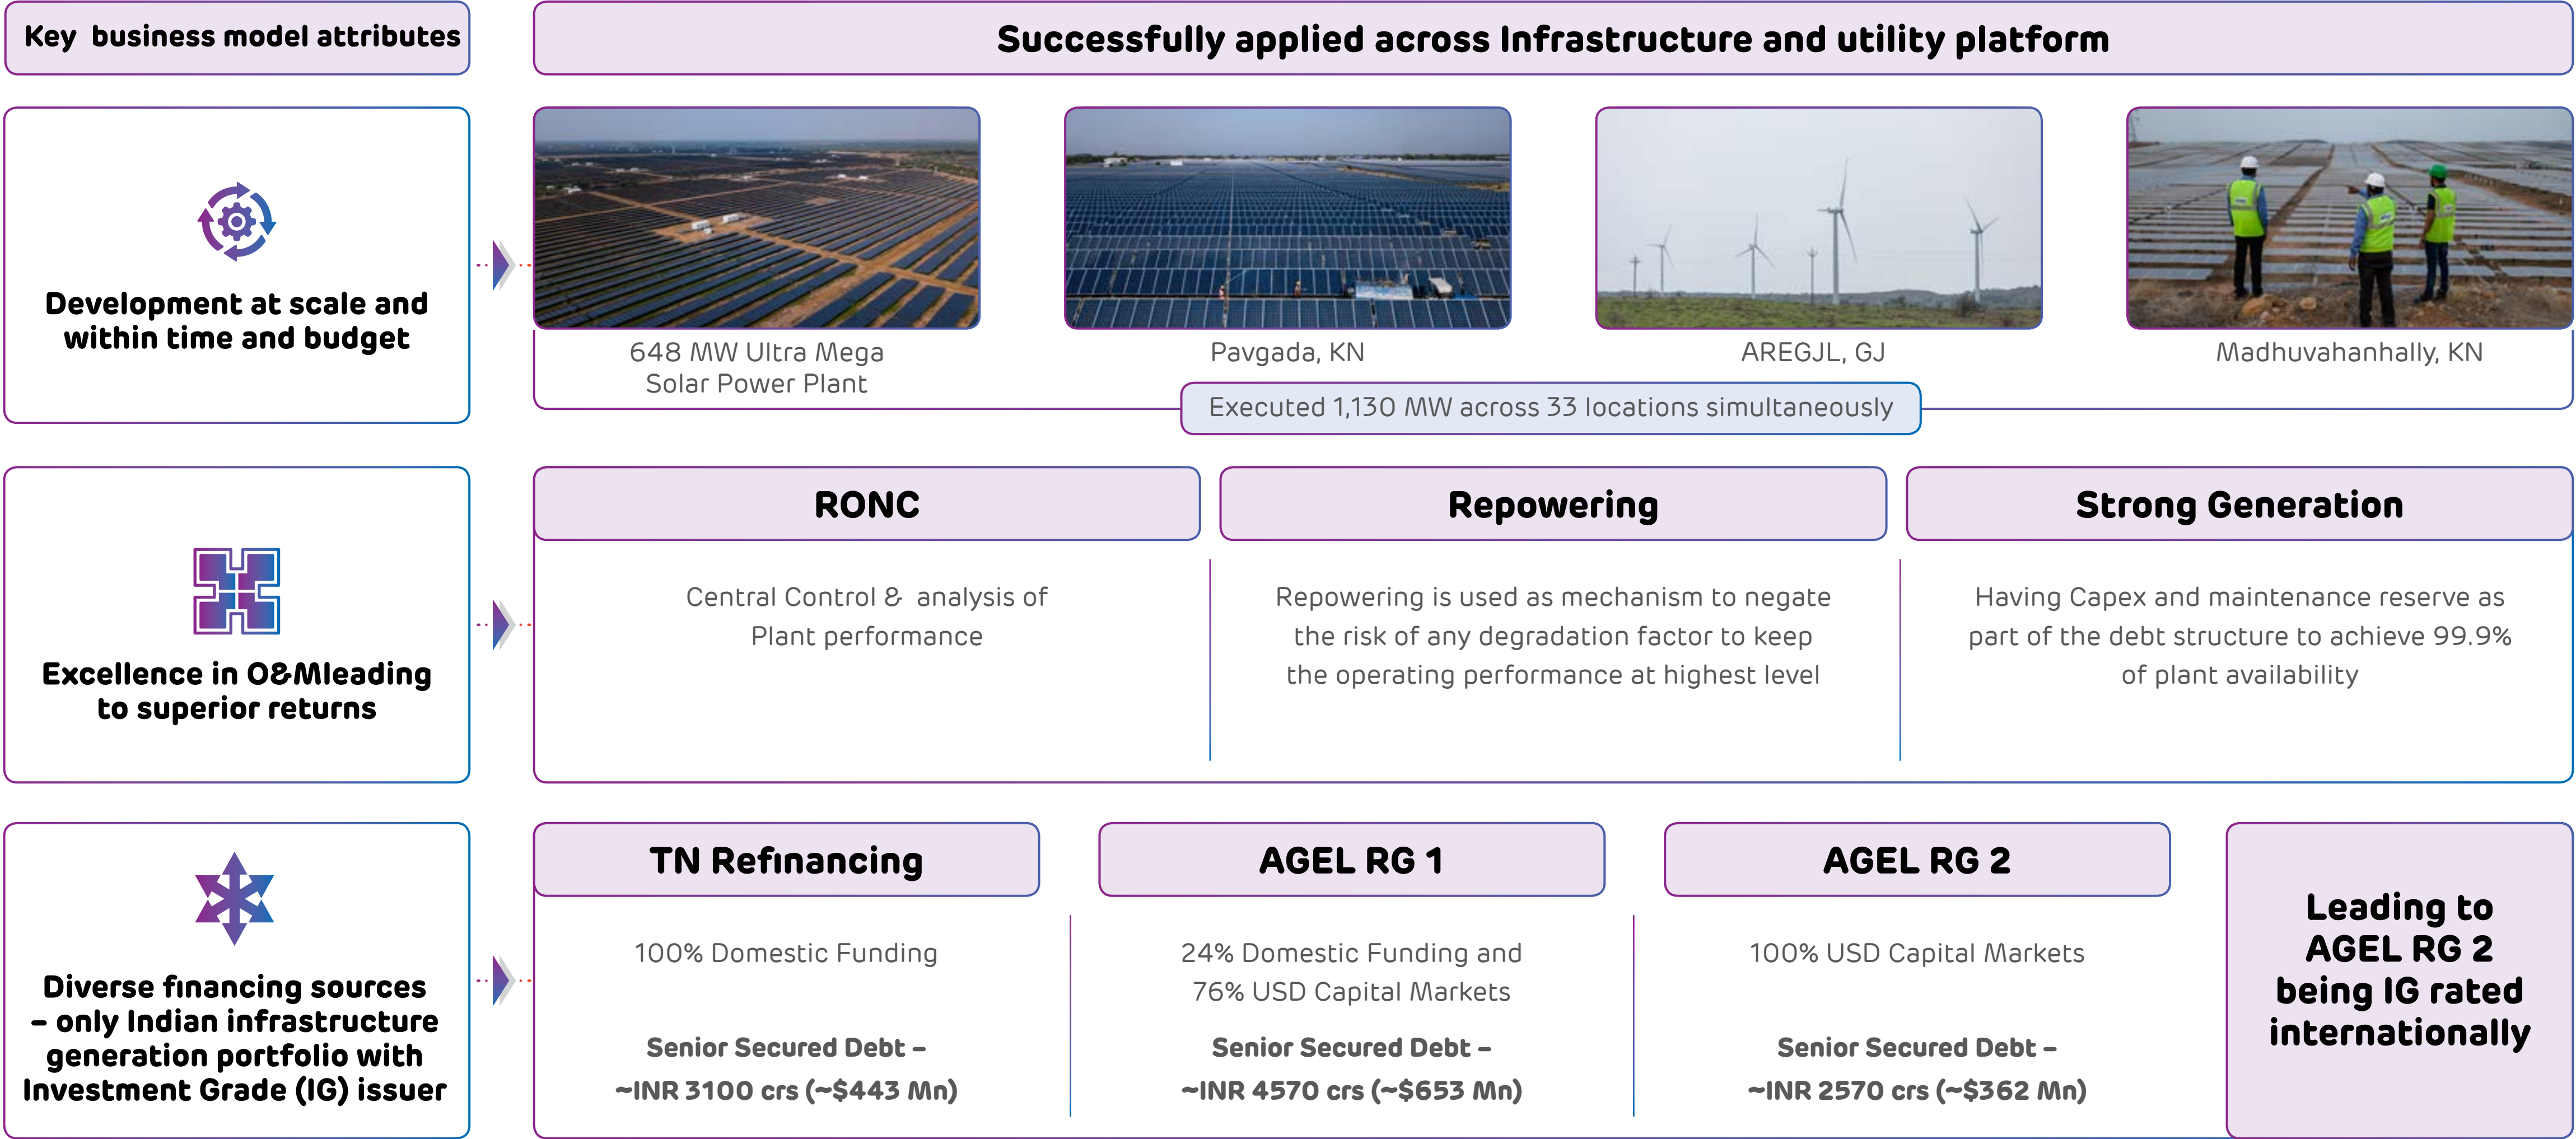 Key business model attributes
Successfully applied across Infrastructure and utility platform
Development at scale and
within time and budget
648 MW Ultra Mega
Solar Power Plant
Pavgada, KN
AREGJL, GJ
Madhuvahanhally, KN
Executed 1,130 MW across 33 locations simultaneously
Excellence in O&Mleading
to superior returns
RONC
Central Control & analysis of
Plant performance
Repowering
Repowering is used as mechanism to negate
the risk of any degradation factor to keep
the operating performance at highest level
Strong Generation
Having Capex and maintenance reserve as
part of the debt structure to achieve 99.9%
of plant availability
Diverse financing sources
– only Indian infrastructure
generation portfolio with
Investment Grade (IG) issuer
TN Refinancing
100% Domestic Funding
Senior Secured Debt –
~INR 3100 crs (~$443 Mn)
AGEL RG 1
24% Domestic Funding and
76% USD Capital Markets
Senior Secured Debt –
~INR 4570 crs (~$653 Mn)
AGEL RG 2
100% USD Capital Markets
Senior Secured Debt –
~INR 2570 crs (~$362 Mn)
Leading to
AGEL RG 2
being IG rated
internationally